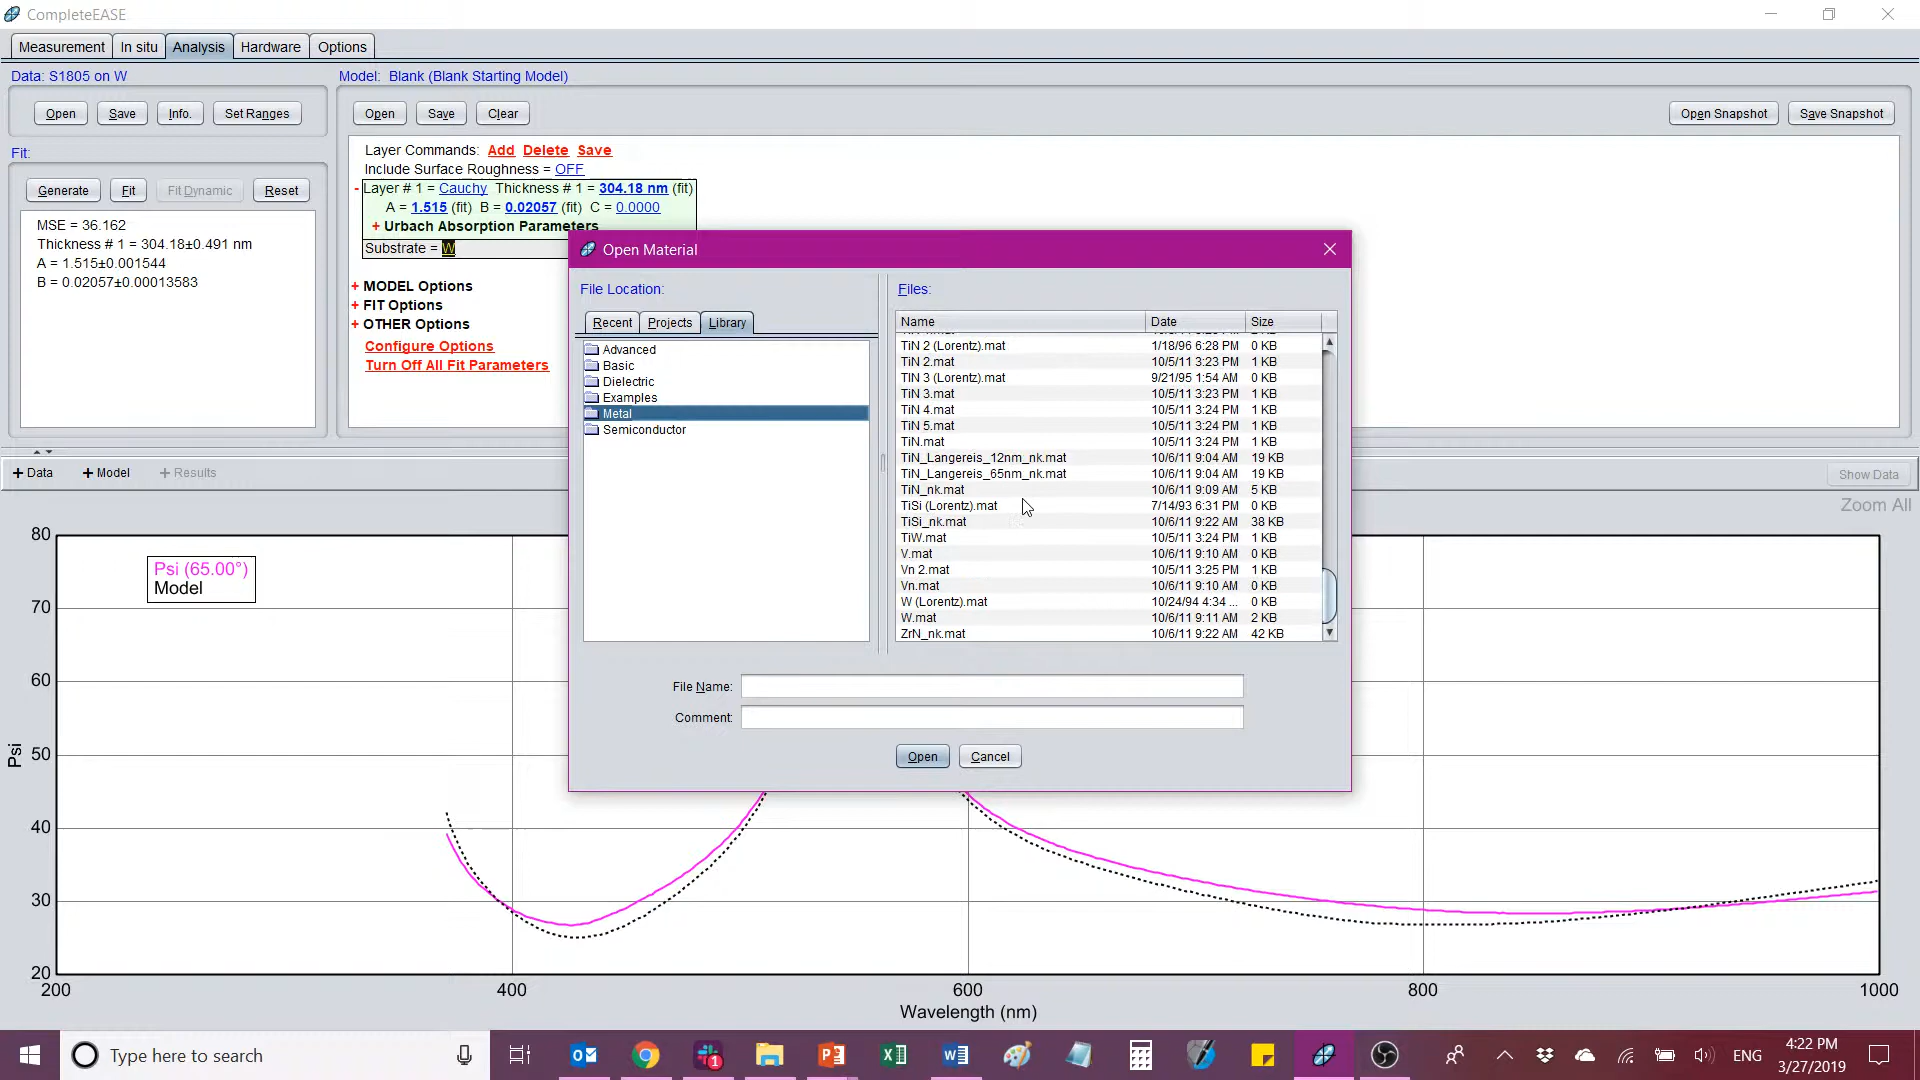 CompleteEASE
Measurement In situ Analysis Hardware Options
Data: S1805 on W
Open Save Info. Set Ranges
Fit:
Generate Fit Fit Dynamic Reset
MSE = 36.162
Thickness # 1 = 304.18±0.491 nm
A = 1.515±0.001544
B = 0.02057±0.00013583
Model: Blank (Blank Starting Model)
Open Save Clear
Open Snapshot Save Snapshot
Layer Commands: Add Delete Save
Include Surface Roughness = OFF
- Layer # 1 = Cauchy Thickness # 1 = 304.18 nm (fit)
A = 1.515 (fit) B = 0.02057 (fit) C = 0.0000
+ Urbach Absorption Parameters
Substrate = W
+ MODEL Options
+ FIT Options
+ OTHER Options
Configure Options
Turn Off All Fit Parameters
Open Material
File Location:
Recent Projects Library
Advanced
Basic
Dielectric
Examples
Metal
Semiconductor
Files:
Name Date Size
TiN 2 (Lorentz).mat 1/18/96 6:28 PM 0 KB
TiN 2.mat 10/5/11 3:23 PM 1 KB
TiN 3 (Lorentz).mat 9/21/95 1:54 AM 0 KB
TiN 3.mat 10/5/11 3:23 PM 1 KB
TiN 4.mat 10/5/11 3:24 PM 1 KB
TiN 5.mat 10/5/11 3:24 PM 1 KB
TiN.mat 10/5/11 3:24 PM 1 KB
TiN_Langereis_12nm_nk.mat 10/6/11 9:04 AM 19 KB
TiN_Langereis_65nm_nk.mat 10/6/11 9:04 AM 19 KB
TiN_nk.mat 10/6/11 9:09 AM 5 KB
TiSi (Lorentz).mat 7/14/93 6:31 PM 0 KB
TiSi_nk.mat 10/6/11 9:22 AM 38 KB
TiW.mat 10/5/11 3:24 PM 1 KB
V.mat 10/6/11 9:10 AM 0 KB
Vn 2.mat 10/5/11 3:25 PM 1 KB
Vn.mat 10/6/11 9:10 AM 0 KB
W (Lorentz).mat 10/24/94 4:34 ... 0 KB
W.mat 10/6/11 9:11 AM 2 KB
ZrN_nk.mat 10/6/11 9:22 AM 42 KB
File Name:
Comment:
Open Cancel
+ Data + Model + Results
Show Data
Zoom All
Psi (65.00°)
Model
80
70
60
50
40
30
20
Psi
200 400 600 800 1000
Wavelength (nm)
Type here to search
1
ENG
4:22 PM
3/27/2019